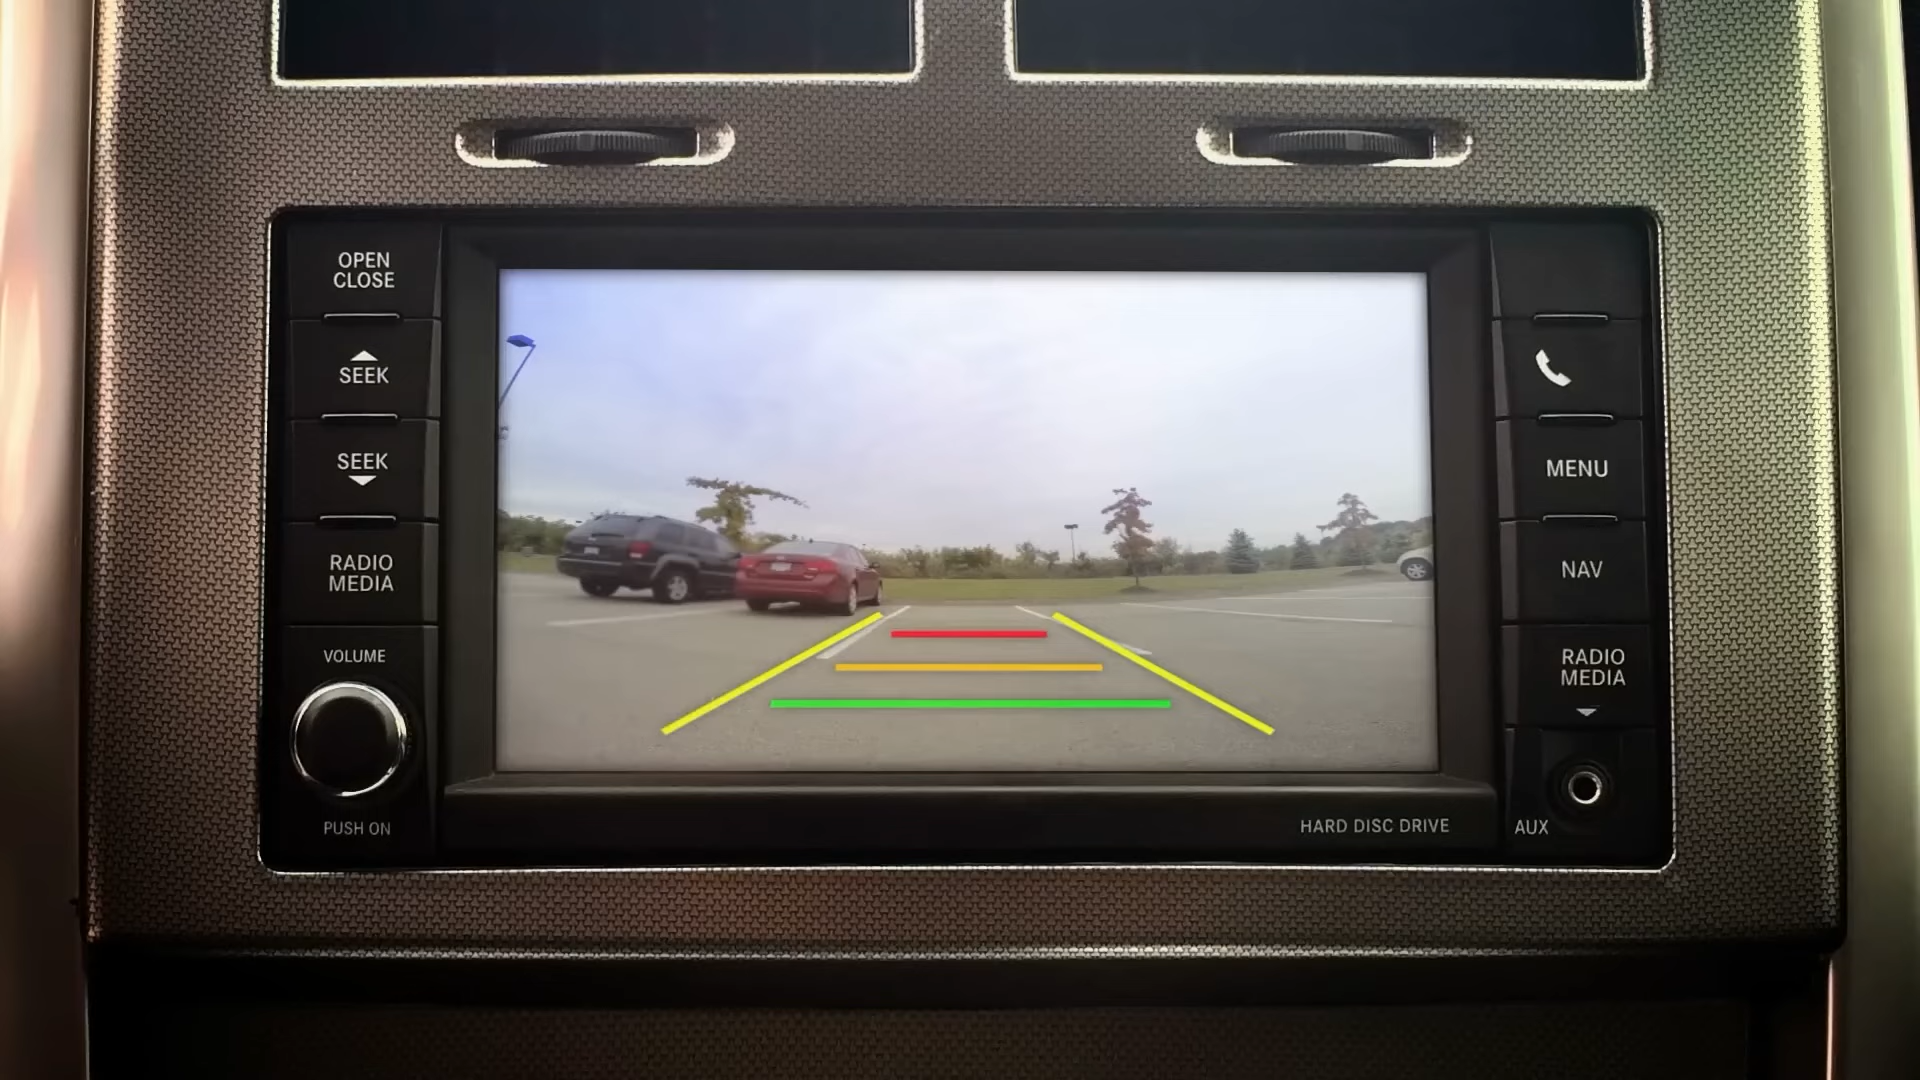 OPEN
CLOSE
SEEK
SEEK
RADIO
MEDIA
VOLUME
PUSH ON
MENU
NAV
RADIO
MEDIA
HARD DISC DRIVE
AUX